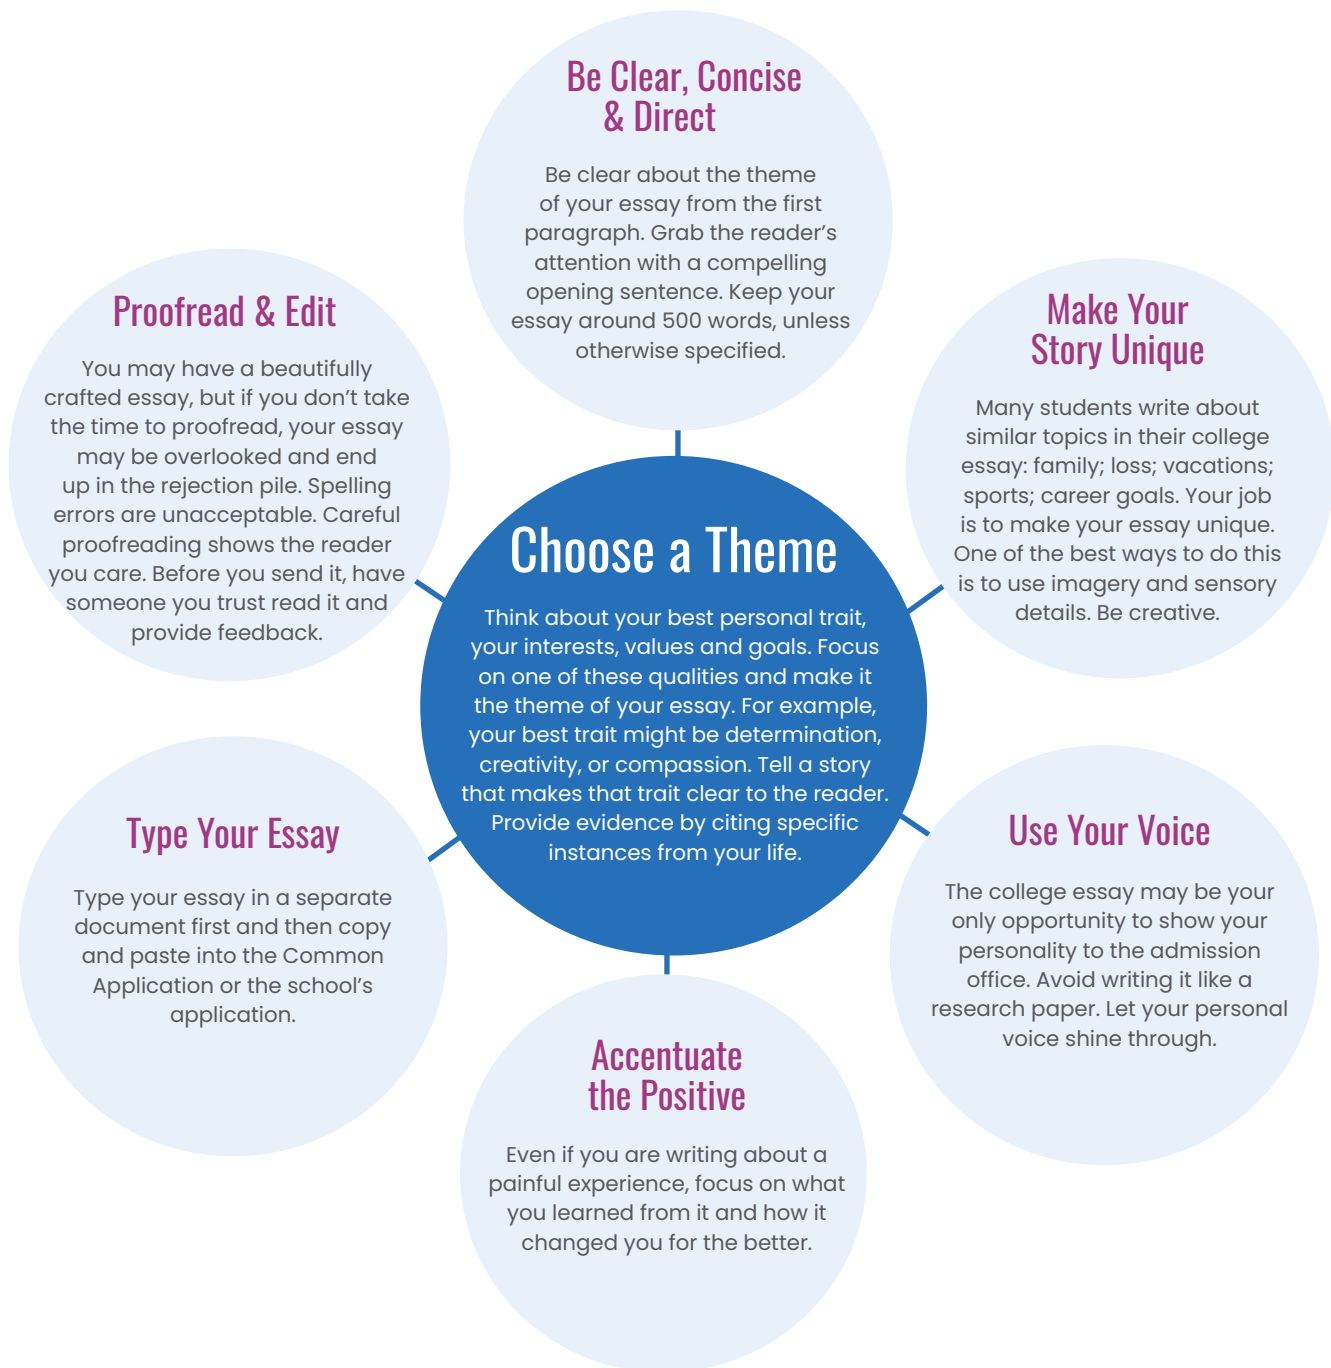 Be Clear, Concise
& Direct
Be clear about the theme
of your essay from the first
paragraph. Grab the reader's
attention with a compelling
opening sentence. Keep your
essay around 500 words, unless
otherwise specified.
Proofread & Edit
You may have a beautifully
crafted essay, but if you don't take
the time to proofread, your essay
may be overlooked and end
up in the rejection pile. Spelling
errors are unacceptable. Careful
proofreading shows the reader
you care. Before you send it, have
someone you trust read it and
provide feedback.
Make Your
Story Unique
Many students write about
similar topics in their college
essay: family; loss; vacations;
sports; career goals. Your job
is to make your essay unique.
One of the best ways to do this
is to use imagery and sensory
details. Be creative.
Choose a Theme
Think about your best personal trait,
your interests, values and goals. Focus
on one of these qualities and make it
the theme of your essay. For example,
your best trait might be determination,
creativity, or compassion. Tell a story
that makes that trait clear to the reader.
Provide evidence by citing specific
instances from your life.
Type Your Essay
Type your essay in a separate
document first and then copy
and paste into the Common
Application or the school's
application.
Use Your Voice
The college essay may be your
only opportunity to show your
personality to the admission
office. Avoid writing it like a
research paper. Let your personal
voice shine through.
Accentuate
the Positive
Even if you are writing about a
painful experience, focus on what
you learned from it and how it
changed you for the better.